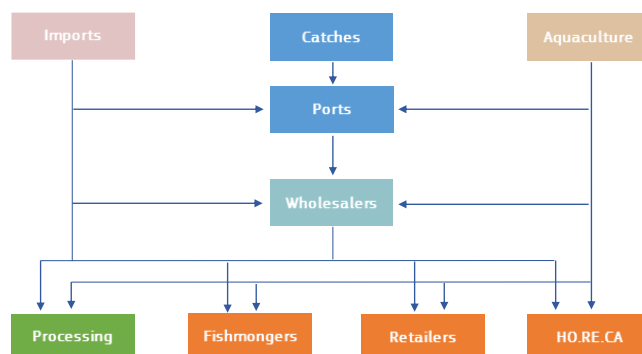 Imports
Catches
Aquaculture
Ports
Wholesalers
Processing
Fishmongers
Retailers
HO.RE.CA